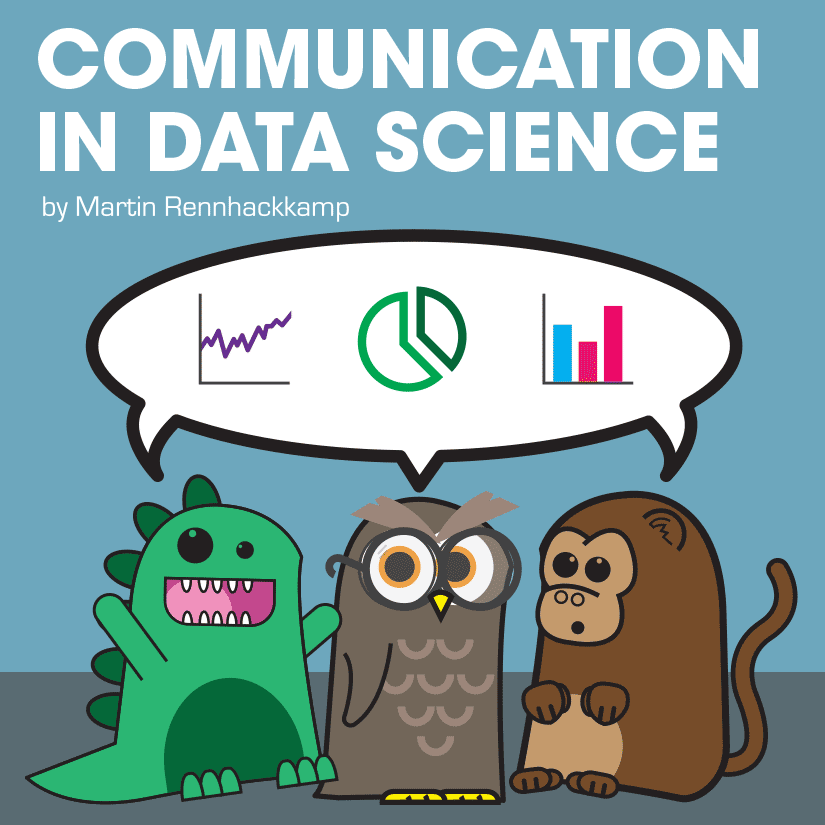 COMMUNICATION
IN DATA SCIENCE
by Martin Rennhackkamp